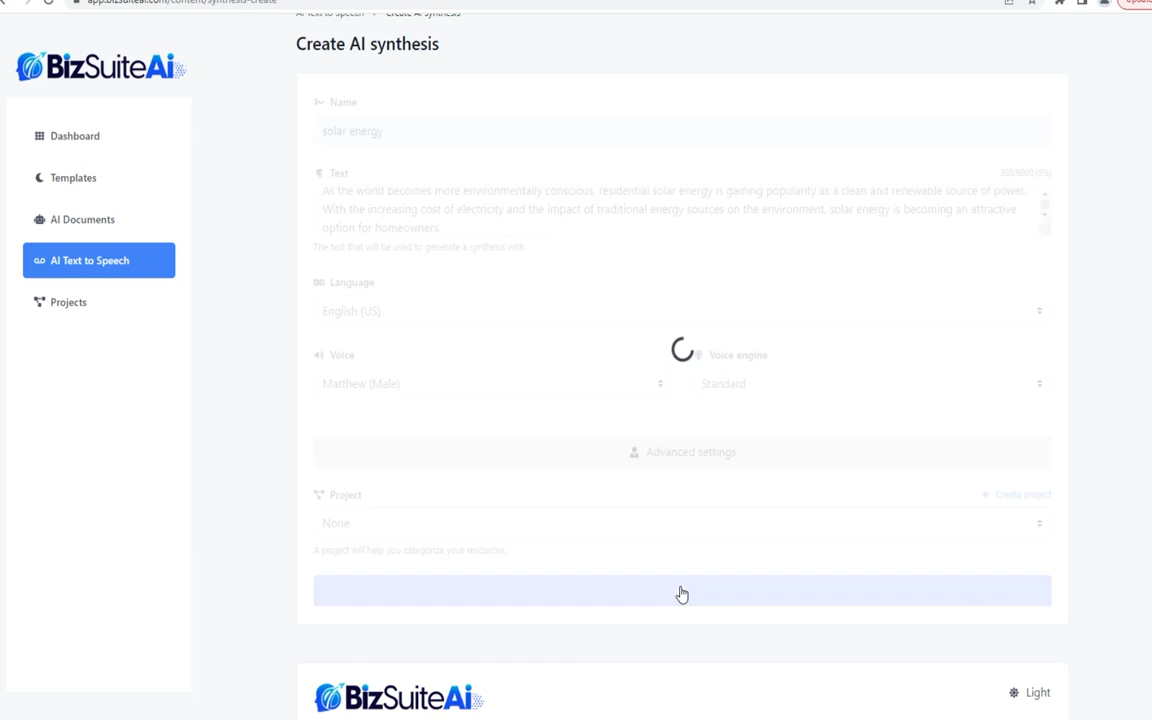 app.bizsuiteai.com/content/synthesis-create
AI Text to Speech > Create AI synthesis
Create AI synthesis
BizSuiteAi
Dashboard
Templates
AI Documents
AI Text to Speech
Projects
Name
solar energy
Text
As the world becomes more environmentally conscious, residential solar energy is gaining popularity as a clean and renewable source of power.
With the increasing cost of electricity and the impact of traditional energy sources on the environment, solar energy is becoming an attractive
option for homeowners.
The text that will be used to generate a synthesis with.
Language
English (US)
Voice
Voice engine
Matthew (Male)
Standard
Advanced settings
Project
+ Create project
None
A project will help you categorize your resources.
BizSuiteAi
Light